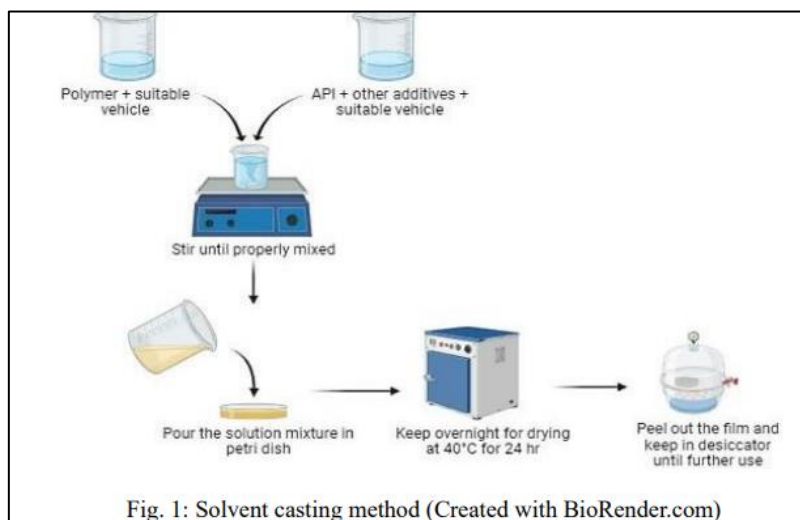 Polymer + suitable
vehicle
API + other additives +
suitable vehicle
Stir until properly mixed
Pour the solution mixture in
petri dish
Keep overnight for drying
at 40°C for 24 hr
Peel out the film and
keep in desiccator
until further use
Fig. 1: Solvent casting method (Created with BioRender.com)